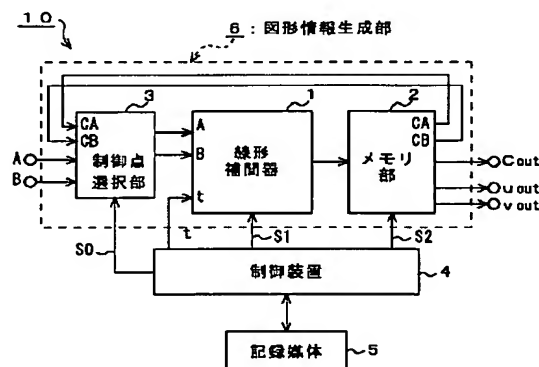 10
6：図形情報生成部
3
1
2
CA
CB
A
B
制御点
選択部
A
B
t
線形
補間器
CA
CB
メモリ
部
Cout
uout
vout
S0
t
S1
S2
制御装置
4
記録媒体
5